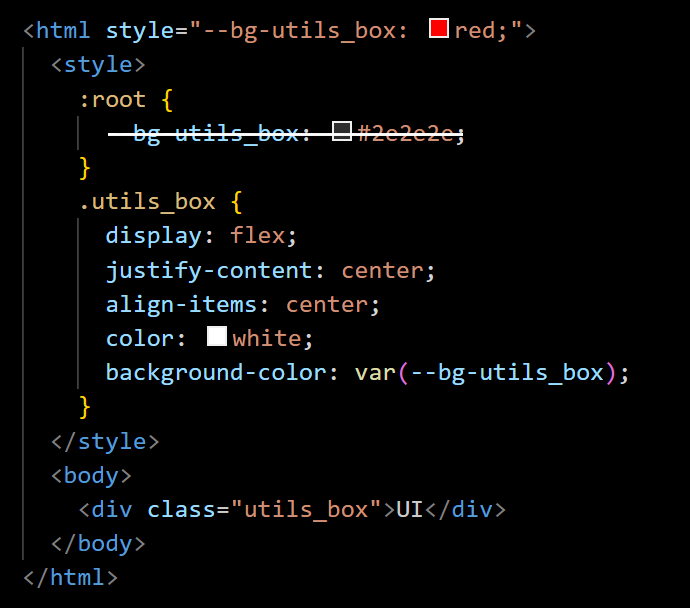 <html style="--bg-utils_box: red;">
<style>
:root {
--bg-utils_box: #2e2e2e;
}
.utils_box {
display: flex;
justify-content: center;
align-items: center;
color: white;
background-color: var(--bg-utils_box);
}
</style>
<body>
<div class="utils_box">UI</div>
</body>
</html>